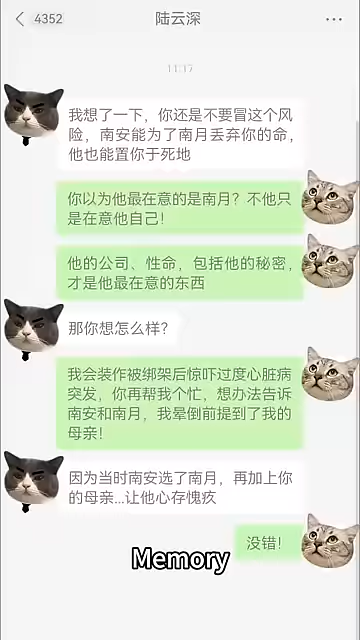 4352
陆云深
11:17
我想了一下，你还是不要冒这个风
险，南安能为了南月丢弃你的命，
他也能置你于死地
你以为他最在意的是南月？不他只
是在意他自己！
他的公司、性命，包括他的秘密，
才是他最在意的东西
那你想怎么样？
我会装作被绑架后惊吓过度心脏病
突发，你再帮我个忙，想办法告诉
南安和南月，我晕倒前提到了我的
母亲！
因为当时南安选了南月，再加上你
的母亲...让他心存愧疚
没错！
Memory